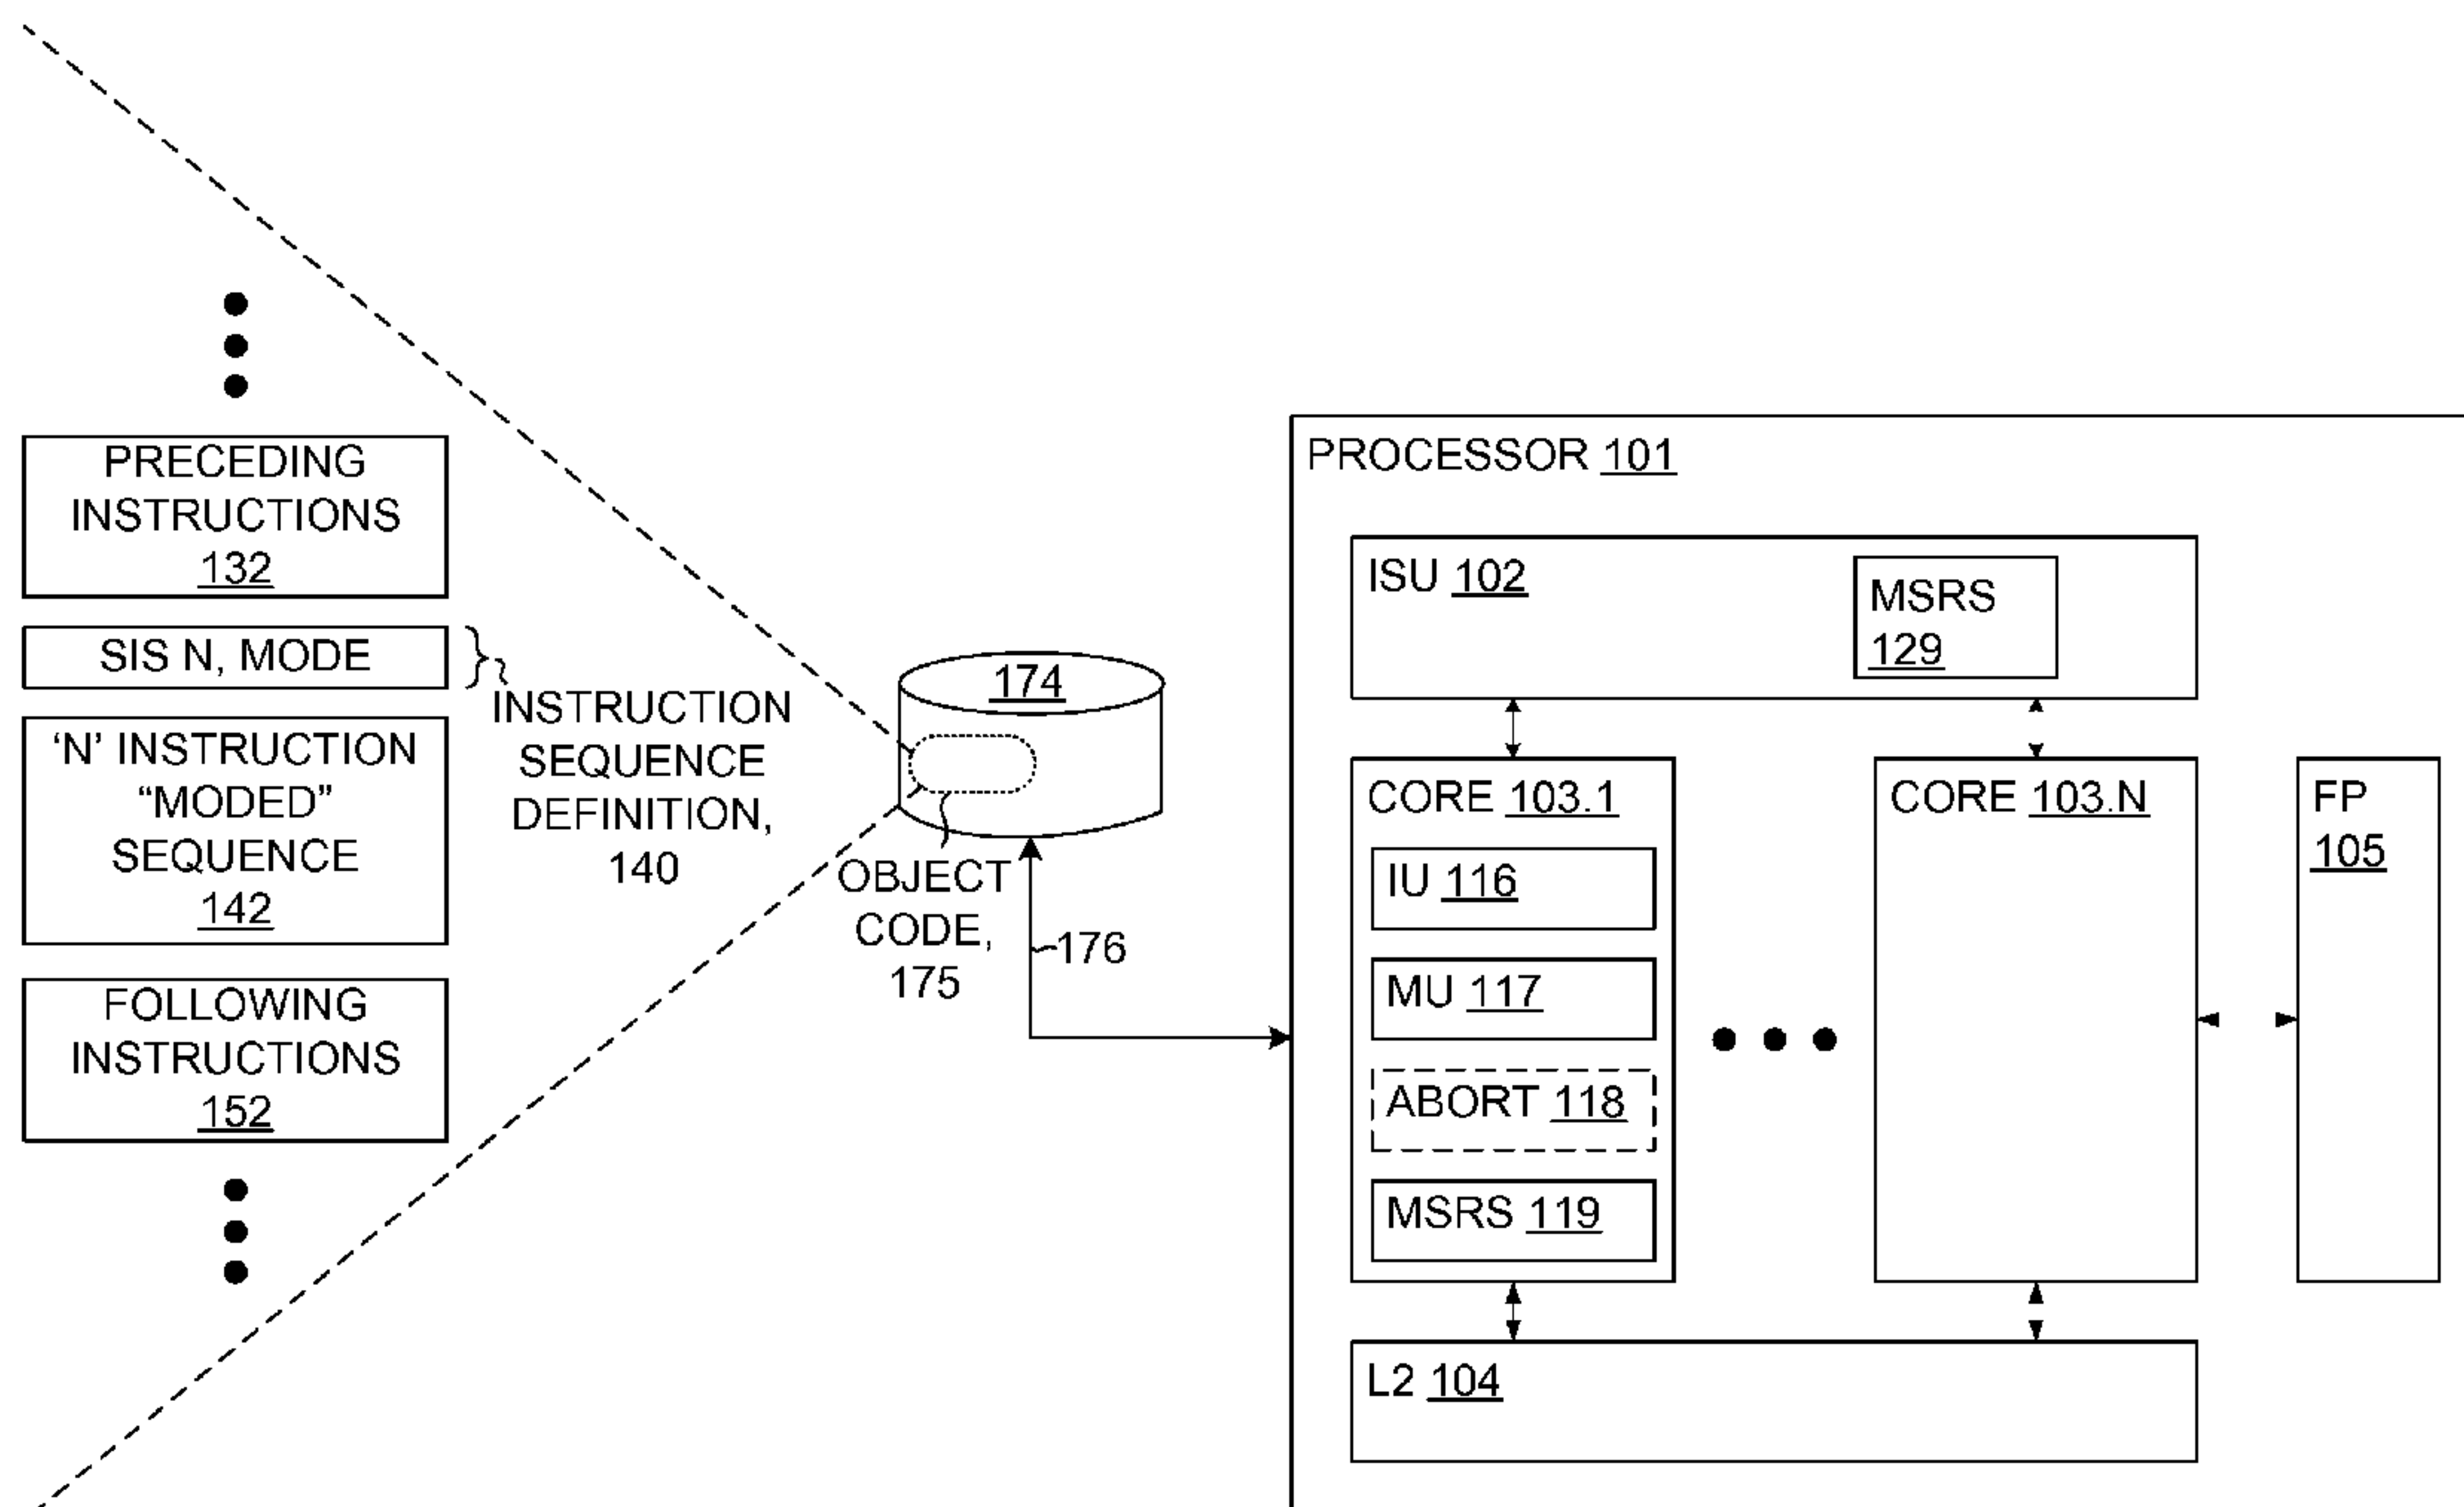 PRECEDING
INSTRUCTIONS
132
SIS N, MODE
INSTRUCTION
SEQUENCE
DEFINITION,
140
‘N’ INSTRUCTION
“MODED”
SEQUENCE
142
FOLLOWING
INSTRUCTIONS
152
174
OBJECT
CODE,
175
176
PROCESSOR 101
ISU 102
MSRS
129
CORE 103.1
IU 116
MU 117
ABORT 118
MSRS 119
CORE 103.N
FP
105
L2 104